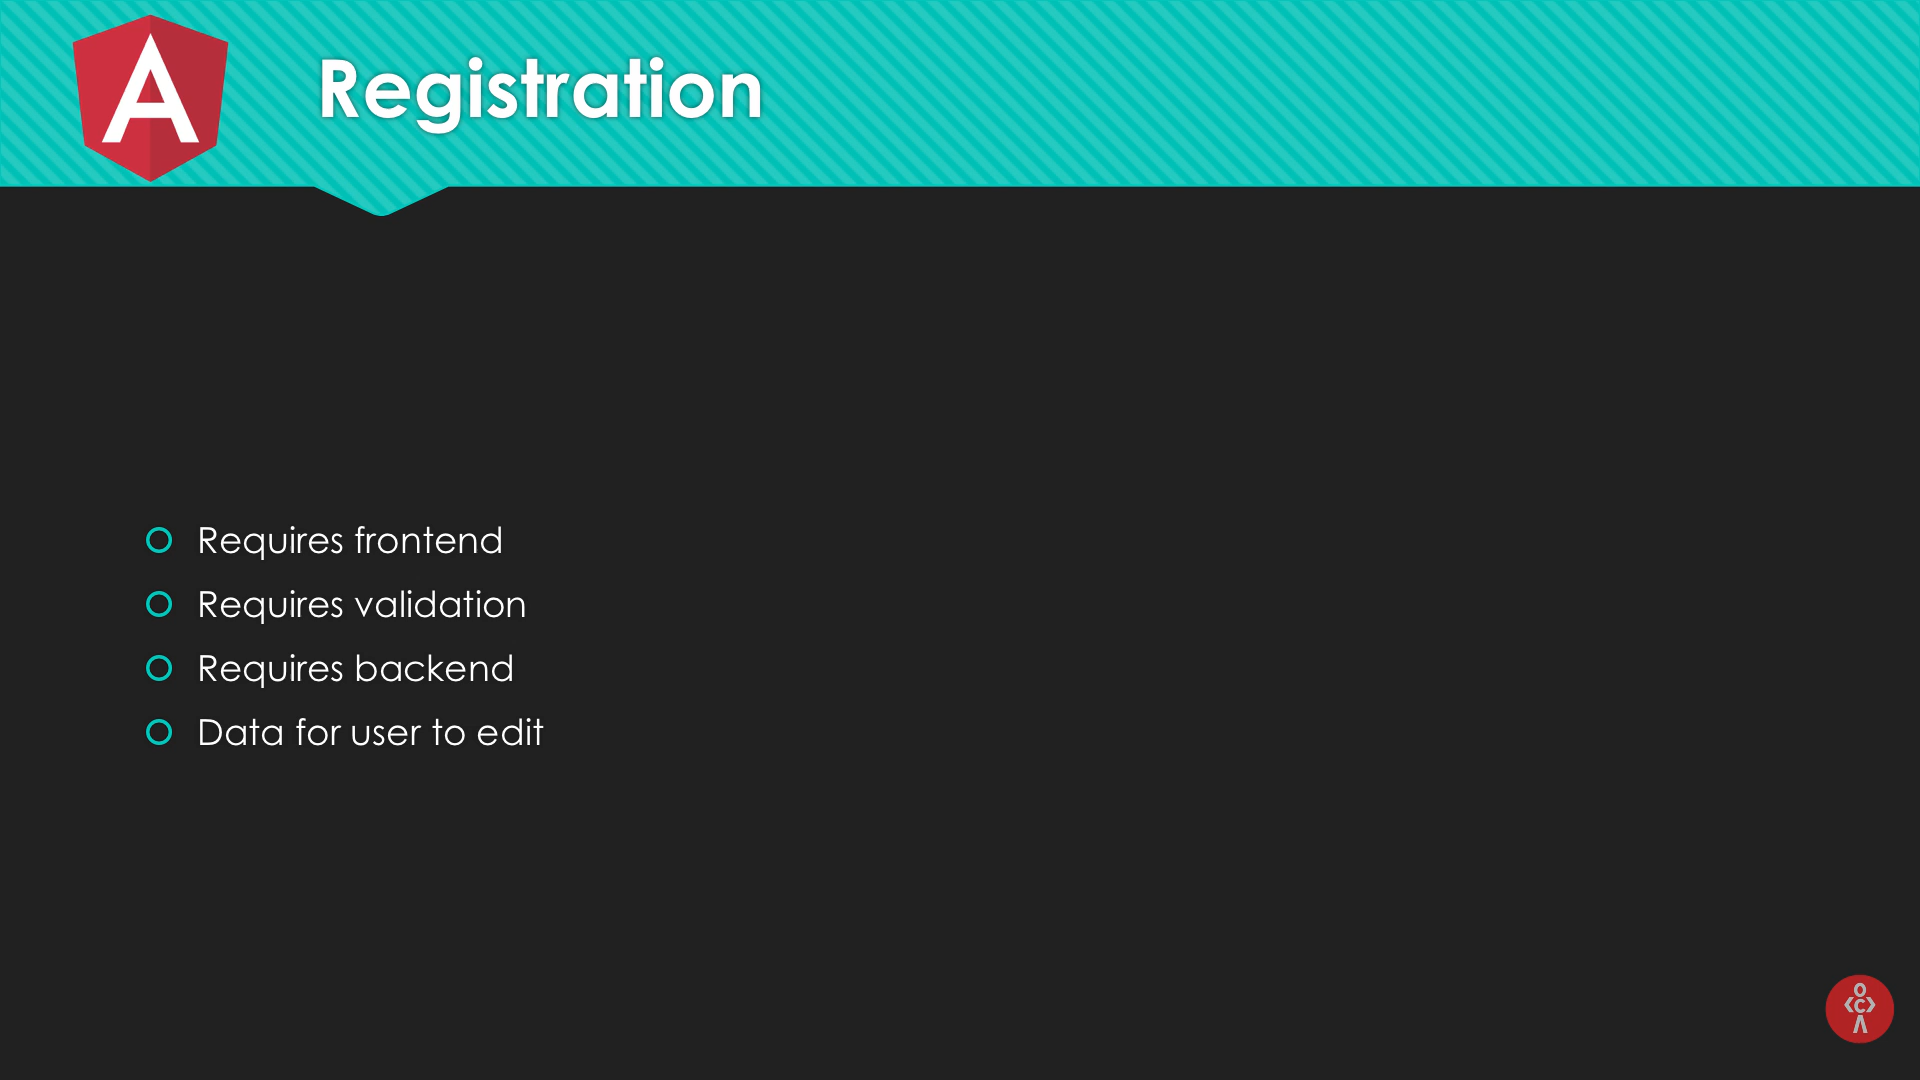 A
Registration
Requires frontend
Requires validation
Requires backend
Data for user to edit